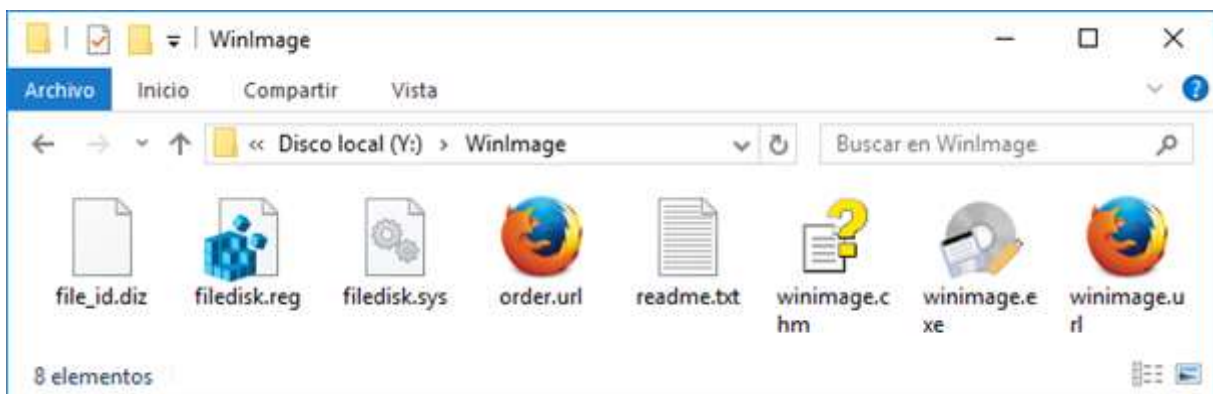 WinImage
Archivo Inicio Compartir Vista
« Disco local (Y:) › WinImage Buscar en WinImage
file_id.diz filedisk.reg filedisk.sys order.url readme.txt winimage.c winimage.e winimage.u
hm xe rl
8 elementos